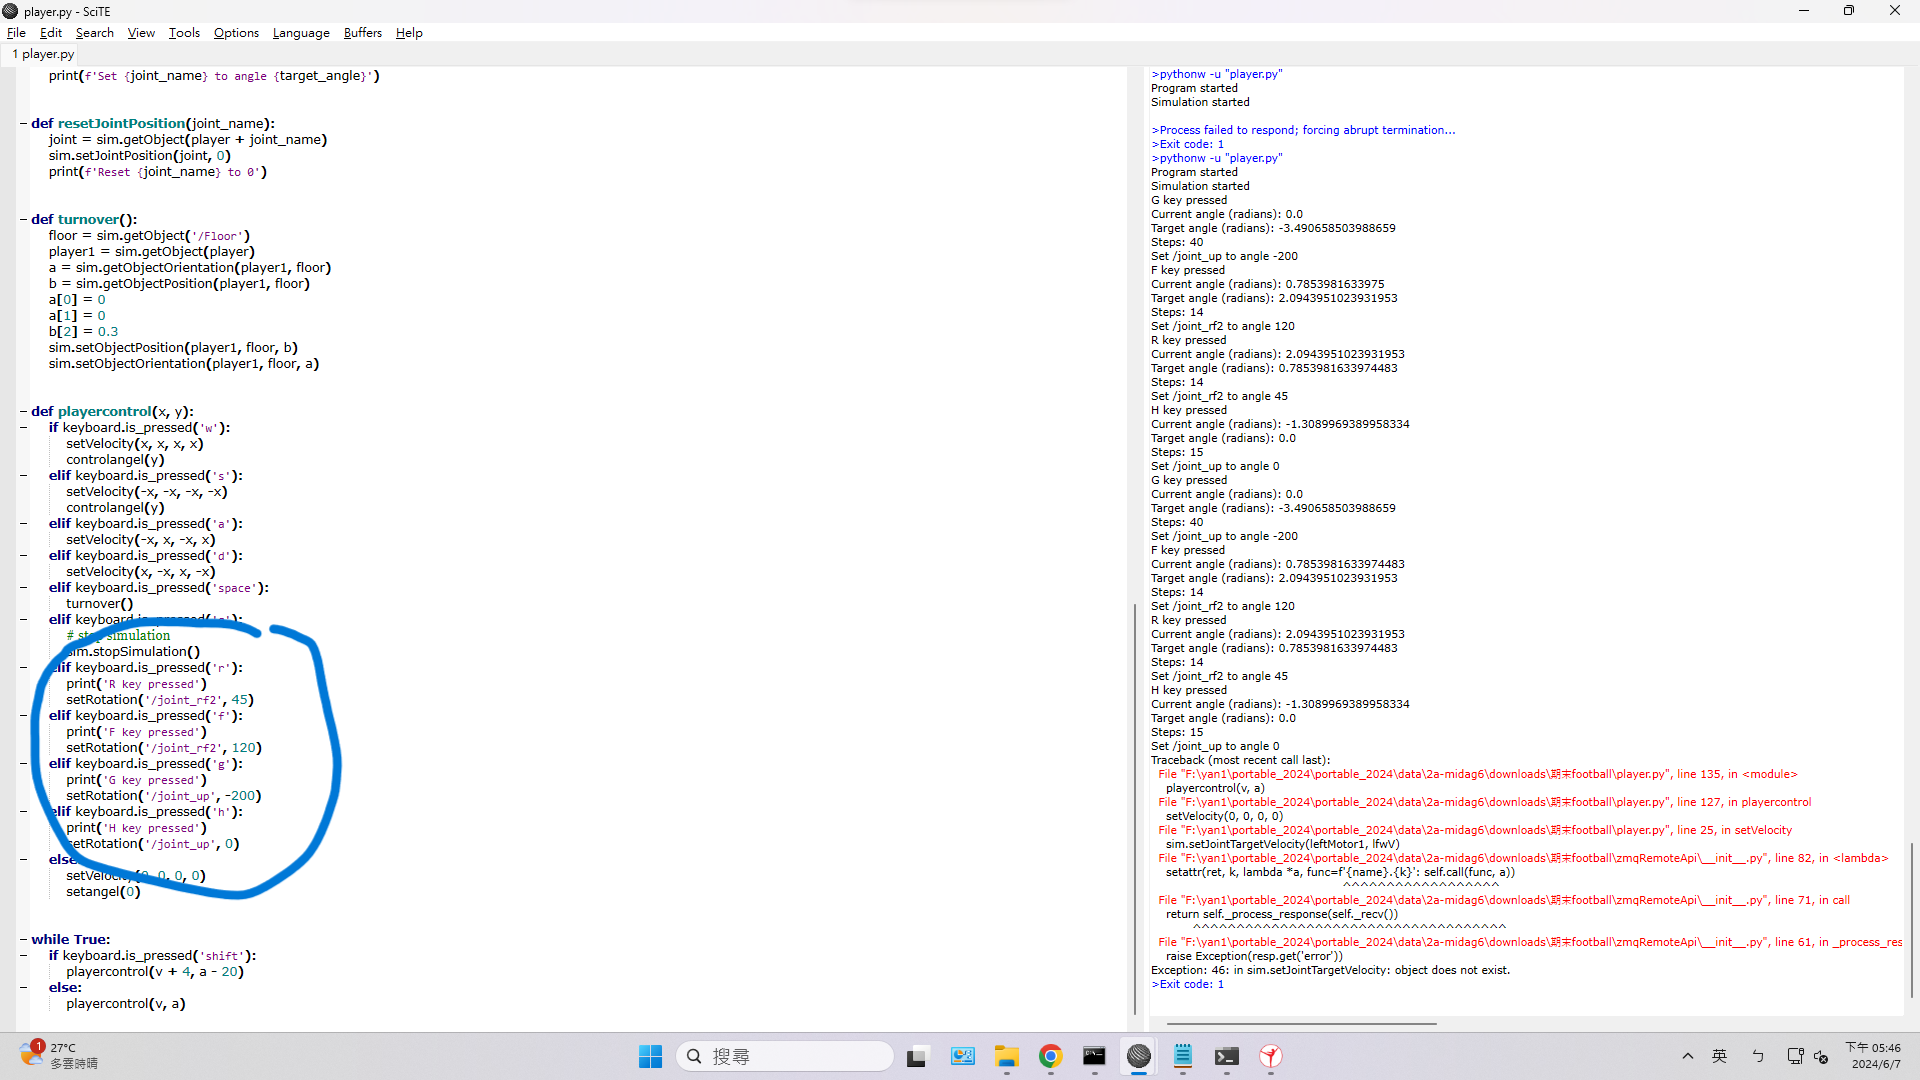 player.py - SciTE
File Edit Search View Tools Options Language Buffers Help
1 player.py
print(f'Set {joint_name} to angle {target_angle}')
def resetJointPosition(joint_name):
joint = sim.getObject(player + joint_name)
sim.setJointPosition(joint, 0)
print(f'Reset {joint_name} to 0')
def turnover():
floor = sim.getObject('/Floor')
player1 = sim.getObject(player)
a = sim.getObjectOrientation(player1, floor)
b = sim.getObjectPosition(player1, floor)
a[0] = 0
a[1] = 0
b[2] = 0.3
sim.setObjectPosition(player1, floor, b)
sim.setObjectOrientation(player1, floor, a)
def playercontrol(x, y):
if keyboard.is_pressed('w'):
setVelocity(x, x, x, x)
controlangel(y)
elif keyboard.is_pressed('s'):
setVelocity(-x, -x, -x, -x)
controlangel(y)
elif keyboard.is_pressed('a'):
setVelocity(-x, x, -x, x)
elif keyboard.is_pressed('d'):
setVelocity(x, -x, x, -x)
elif keyboard.is_pressed('space'):
turnover()
elif
# stop simulation
sim.stopSimulation()
elif keyboard.is_pressed('r'):
print('R key pressed')
setRotation('/joint_rf2', 45)
elif keyboard.is_pressed('f'):
print('F key pressed')
setRotation('/joint_rf2', 120)
elif keyboard.is_pressed('g'):
print('G key pressed')
setRotation('/joint_up', -200)
elif keyboard.is_pressed('h'):
print('H key pressed')
setRotation('/joint_up', 0)
else:
setVelocity(0, 0, 0, 0)
setangel(0)
while True:
if keyboard.is_pressed('shift'):
playercontrol(v + 4, a - 20)
else:
playercontrol(v, a)
>pythonw -u "player.py"
Program started
Simulation started
>Process failed to respond; forcing abrupt termination...
>Exit code: 1
>pythonw -u "player.py"
Program started
Simulation started
G key pressed
Current angle (radians): 0.0
Target angle (radians): -3.490658503988659
Steps: 40
Set /joint_up to angle -200
F key pressed
Current angle (radians): 0.7853981633975
Target angle (radians): 2.0943951023931953
Steps: 14
Set /joint_rf2 to angle 120
R key pressed
Current angle (radians): 2.0943951023931953
Target angle (radians): 0.7853981633974483
Steps: 14
Set /joint_rf2 to angle 45
H key pressed
Current angle (radians): -1.3089969389958334
Target angle (radians): 0.0
Steps: 15
Set /joint_up to angle 0
G key pressed
Current angle (radians): 0.0
Target angle (radians): -3.490658503988659
Steps: 40
Set /joint_up to angle -200
F key pressed
Current angle (radians): 0.7853981633974483
Target angle (radians): 2.0943951023931953
Steps: 14
Set /joint_rf2 to angle 120
R key pressed
Current angle (radians): 2.0943951023931953
Target angle (radians): 0.7853981633974483
Steps: 14
Set /joint_rf2 to angle 45
H key pressed
Current angle (radians): -1.3089969389958334
Target angle (radians): 0.0
Steps: 15
Set /joint_up to angle 0
Traceback (most recent call last):
File "F:\yan1\portable_2024\portable_2024\data\2a-midag6\downloads\期末football\player.py", line 135, in <module>
playercontrol(v, a)
File "F:\yan1\portable_2024\portable_2024\data\2a-midag6\downloads\期末football\player.py", line 127, in playercontrol
setVelocity(0, 0, 0, 0)
File "F:\yan1\portable_2024\portable_2024\data\2a-midag6\downloads\期末football\player.py", line 25, in setVelocity
sim.setJointTargetVelocity(leftMotor1, lfwV)
File "F:\yan1\portable_2024\portable_2024\data\2a-midag6\downloads\期末football\zmqRemoteApi\__init__.py", line 82, in <lambda>
setattr(ret, k, lambda *a, func=f'{name}.{k}': self.call(func, a))
^^^^^^^^^^^^^^^^^^
File "F:\yan1\portable_2024\portable_2024\data\2a-midag6\downloads\期末football\zmqRemoteApi\__init__.py", line 71, in call
return self._process_response(self._recv())
^^^^^^^^^^^^^^^^^^^^^^^^^^^^^^^^^^^^
File "F:\yan1\portable_2024\portable_2024\data\2a-midag6\downloads\期末football\zmqRemoteApi\__init__.py", line 61, in _process_res
raise Exception(resp.get('error'))
Exception: 46: in sim.setJointTargetVelocity: object does not exist.
>Exit code: 1
1
27°C
多雲時晴
搜尋
英
ㄅ
下午 05:46
2024/6/7